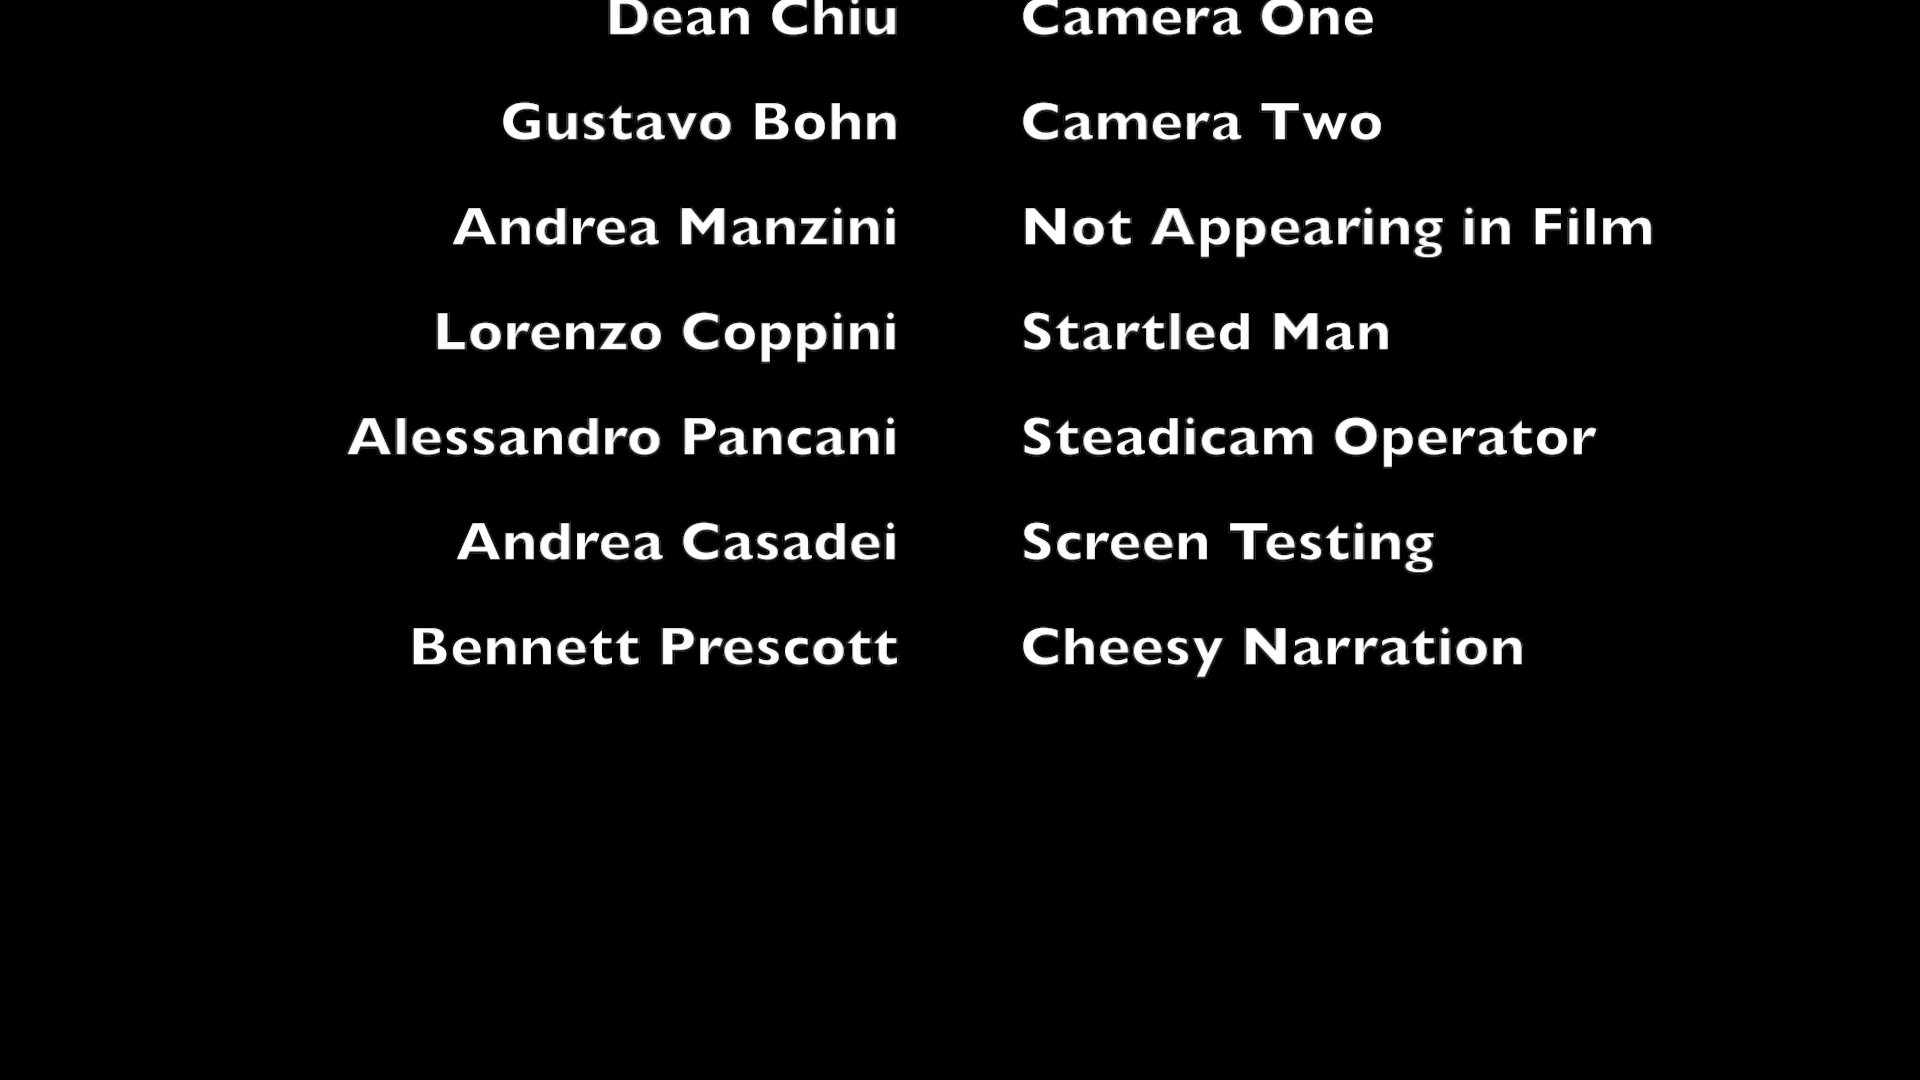 Dean Chiu Camera One
Gustavo Bohn Camera Two
Andrea Manzini Not Appearing in Film
Lorenzo Coppini Startled Man
Alessandro Pancani Steadicam Operator
Andrea Casadei Screen Testing
Bennett Prescott Cheesy Narration